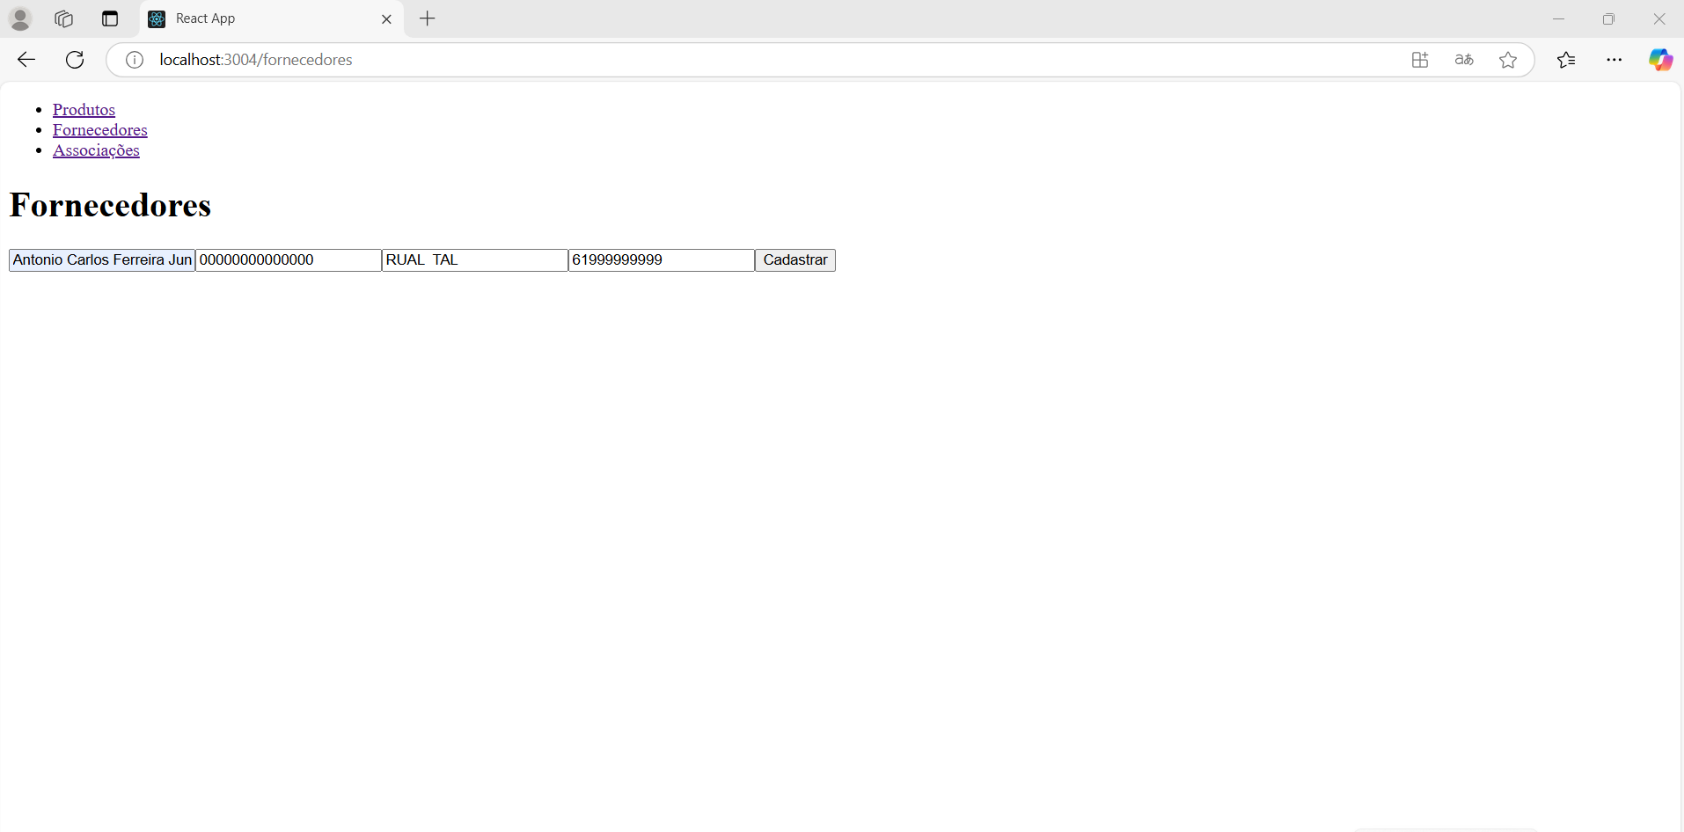 React App
localhost:3004/fornecedores
Produtos
Fornecedores
Associações
Fornecedores
Antonio Carlos Ferreira Jun 00000000000000 RUAL TAL 61999999999 Cadastrar